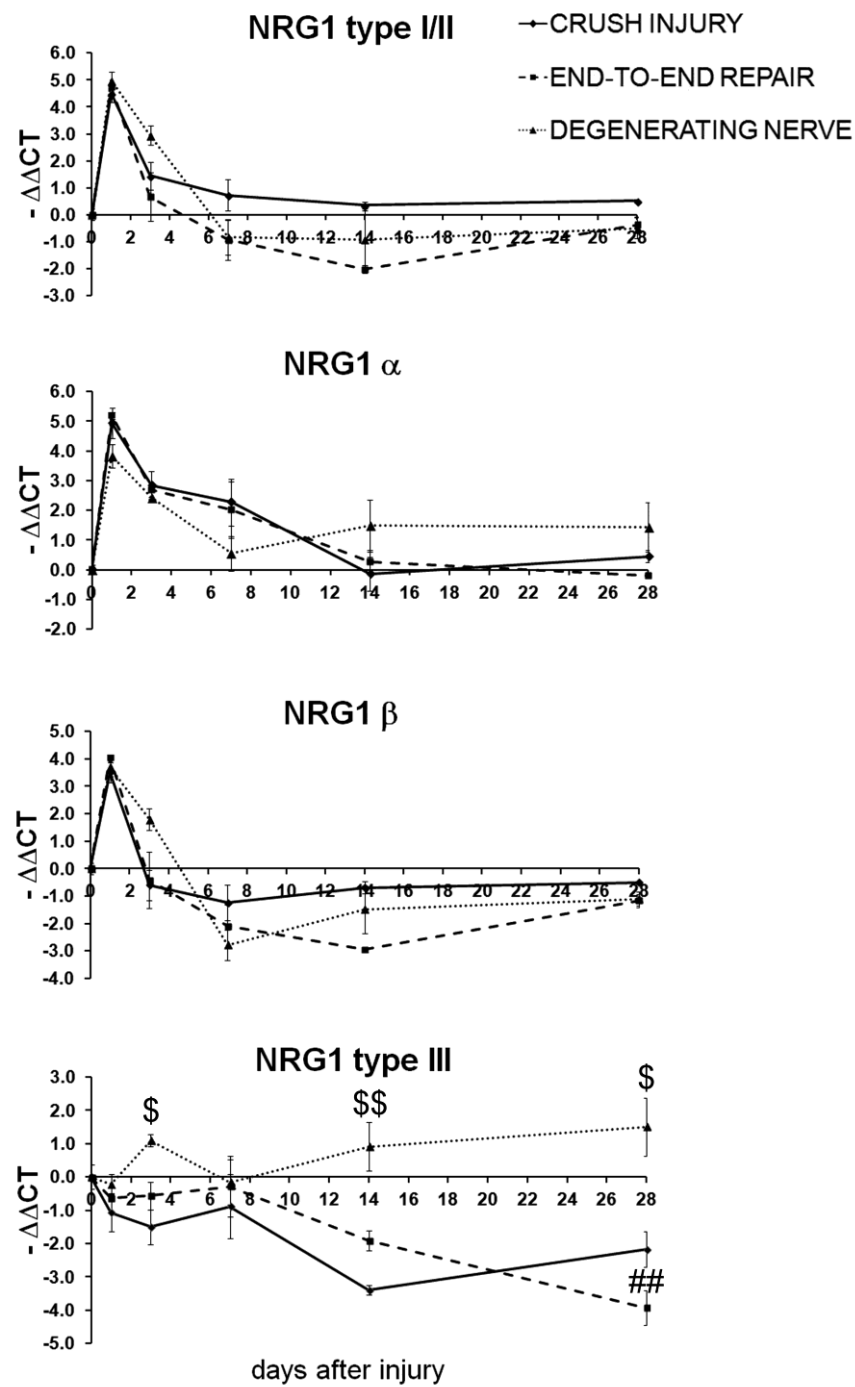 NRG1 type I/II
CRUSH INJURY
END-TO-END REPAIR
DEGENERATING NERVE
6.0
5.0
4.0
3.0
2.0
1.0
0.0
-1.0
-2.0
-3.0
- ΔΔCT
0 2 4 6 8 10 12 14 16 18 20 22 24 26 28
NRG1 α
6.0
5.0
4.0
3.0
2.0
1.0
0.0
-1.0
-2.0
- ΔΔCT
0 2 4 6 8 10 12 14 16 18 20 22 24 26 28
NRG1 β
5.0
4.0
3.0
2.0
1.0
0.0
-1.0
-2.0
-3.0
-4.0
- ΔΔCT
0 2 4 6 8 10 12 14 16 18 20 22 24 26 28
NRG1 type III
3.0
2.0
1.0
0.0
-1.0
-2.0
-3.0
-4.0
-5.0
- ΔΔCT
$ $$ $
0 2 4 6 8 10 12 14 16 18 20 22 24 26 28
##
days after injury